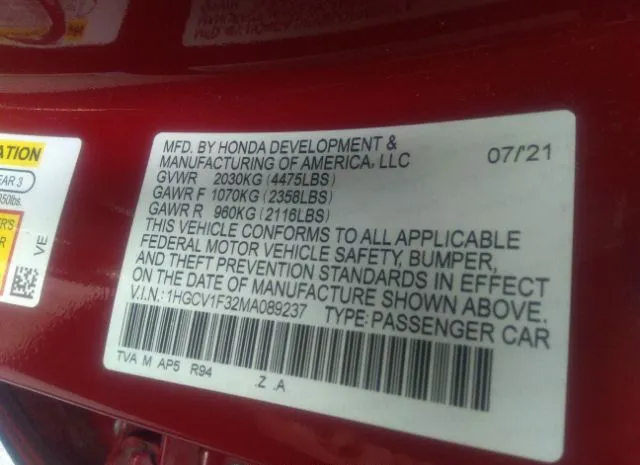 MFD. BY HONDA DEVELOPMENT &
MANUFACTURING OF AMERICA, LLC 07/'21
GVWR 2030KG (4475LBS)
GAWR F 1070KG (2358LBS)
GAWR R 960KG (2116LBS)
THIS VEHICLE CONFORMS TO ALL APPLICABLE
FEDERAL MOTOR VEHICLE SAFETY, BUMPER,
AND THEFT PREVENTION STANDARDS IN EFFECT
ON THE DATE OF MANUFACTURE SHOWN ABOVE.
V.I.N.: 1HGCV1F32MA089237 TYPE: PASSENGER CAR
TVA M AP5 R94 .Z .A
VE